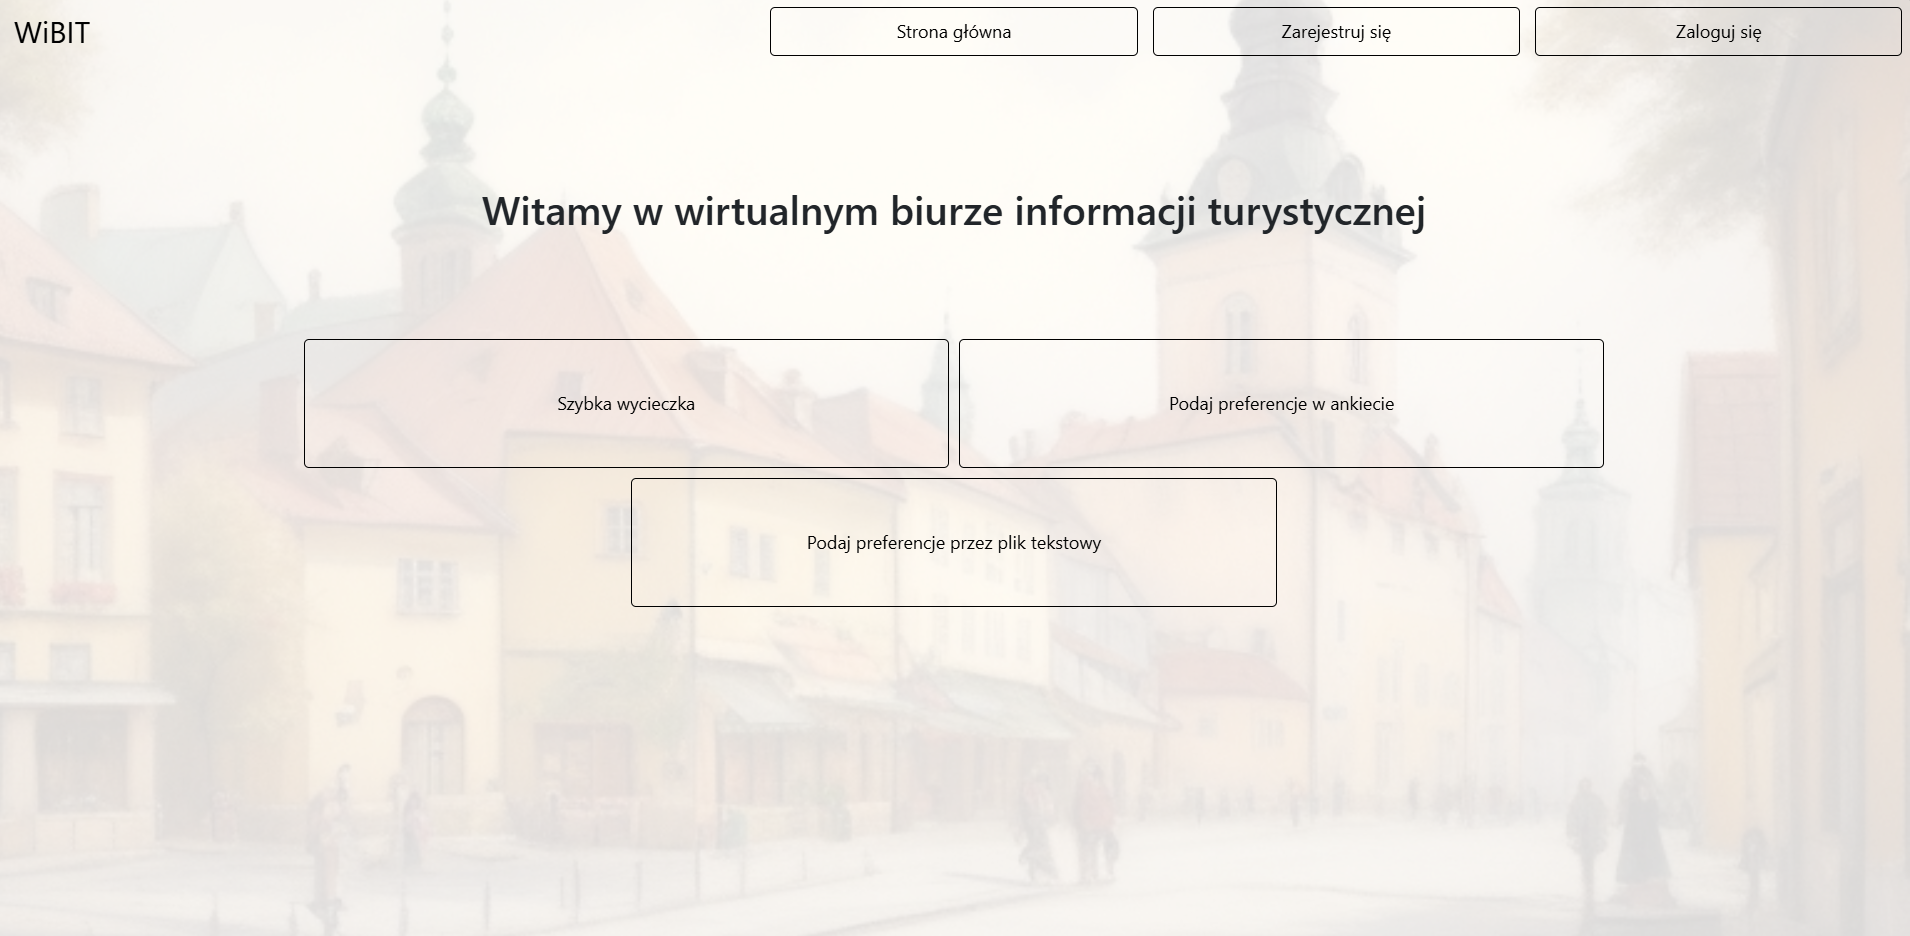 WiBIT
Strona główna
Zarejestruj się
Zaloguj się
Witamy w wirtualnym biurze informacji turystycznej
Szybka wycieczka
Podaj preferencje w ankiecie
Podaj preferencje przez plik tekstowy